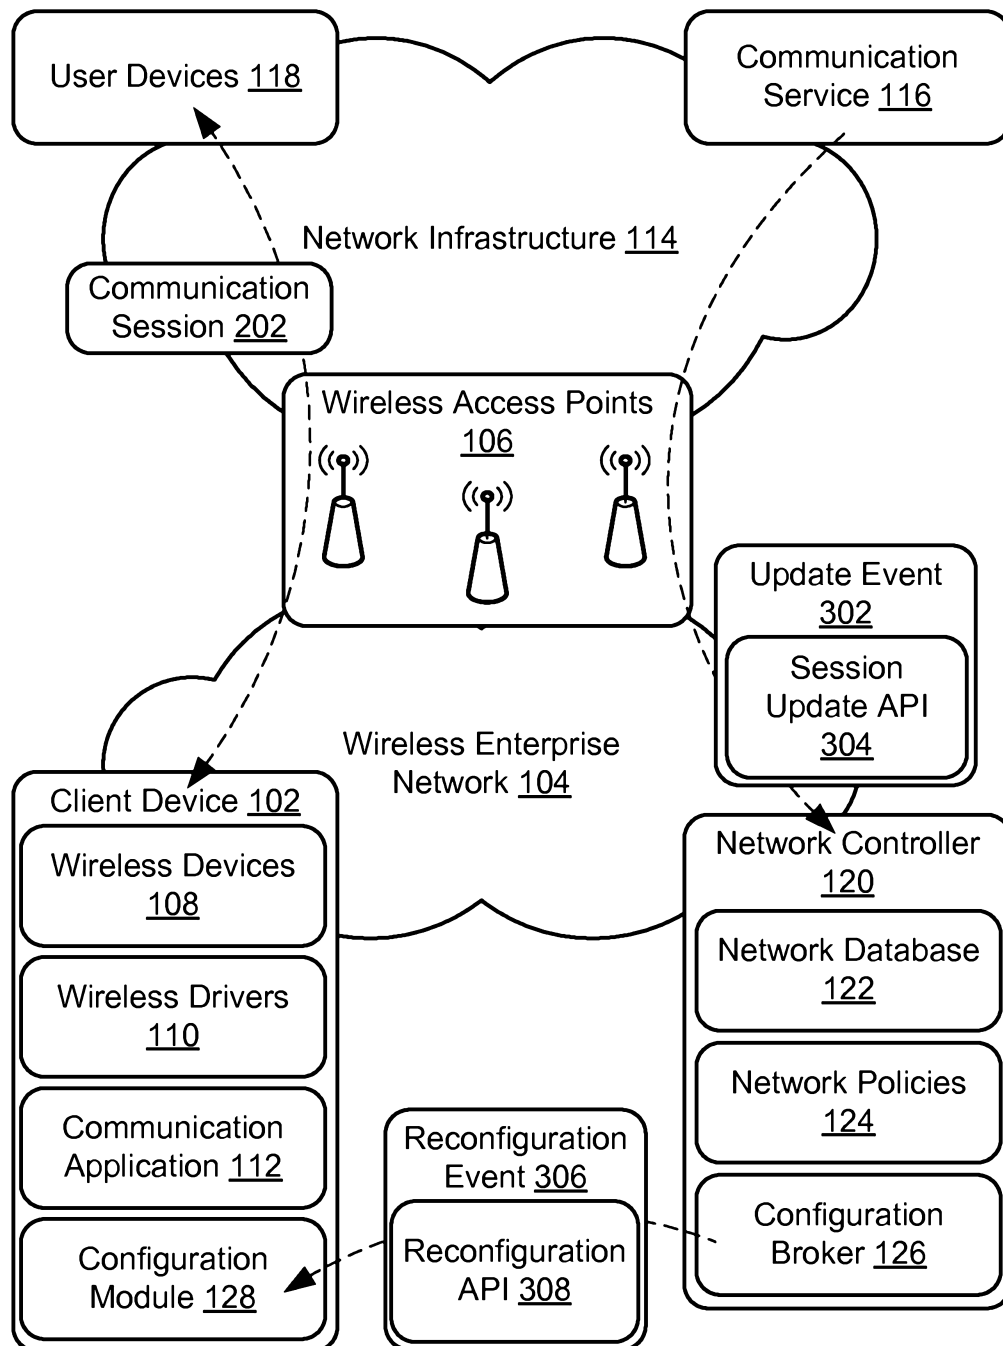 User Devices 118
Communication
Service 116
Network Infrastructure 114
Communication
Session 202
Wireless Access Points
106
Update Event
302
Session
Update API
304
Wireless Enterprise
Network 104
Client Device 102
Wireless Devices
108
Wireless Drivers
110
Communication
Application 112
Configuration
Module 128
Network Controller
120
Network Database
122
Network Policies
124
Configuration
Broker 126
Reconfiguration
Event 306
Reconfiguration
API 308